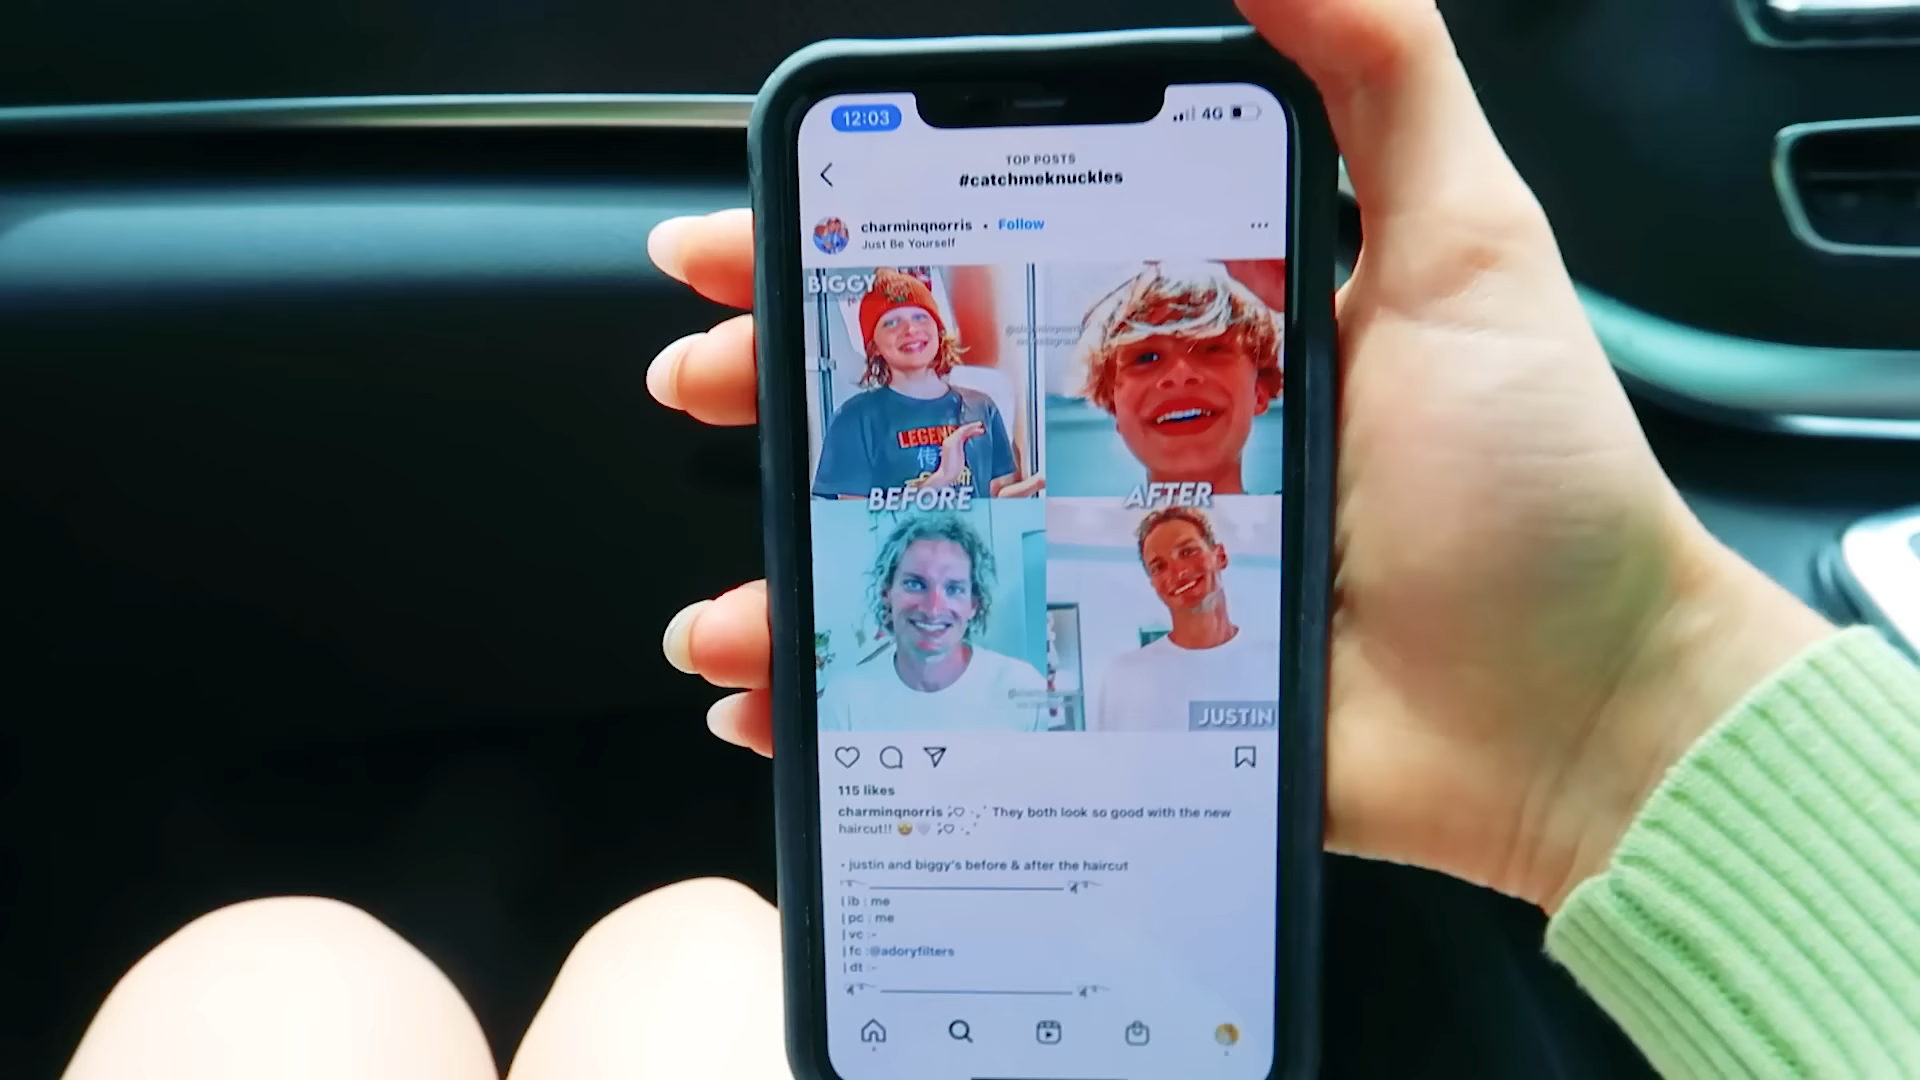 12:03
4G
TOP POSTS
#catchmeknuckles
charmingnorris • Follow
Just Be Yourself
...
BIGGY
LEGEND
BEFORE
AFTER
JUSTIN
115 likes
charmingnorris ;♡ They both look so good with the new
haircut!! 🤩🤍 ;♡
- justin and biggy's before & after the haircut
| ib : me
| pc : me
| vc :-
| fc :@adoryfilters
| dt :-